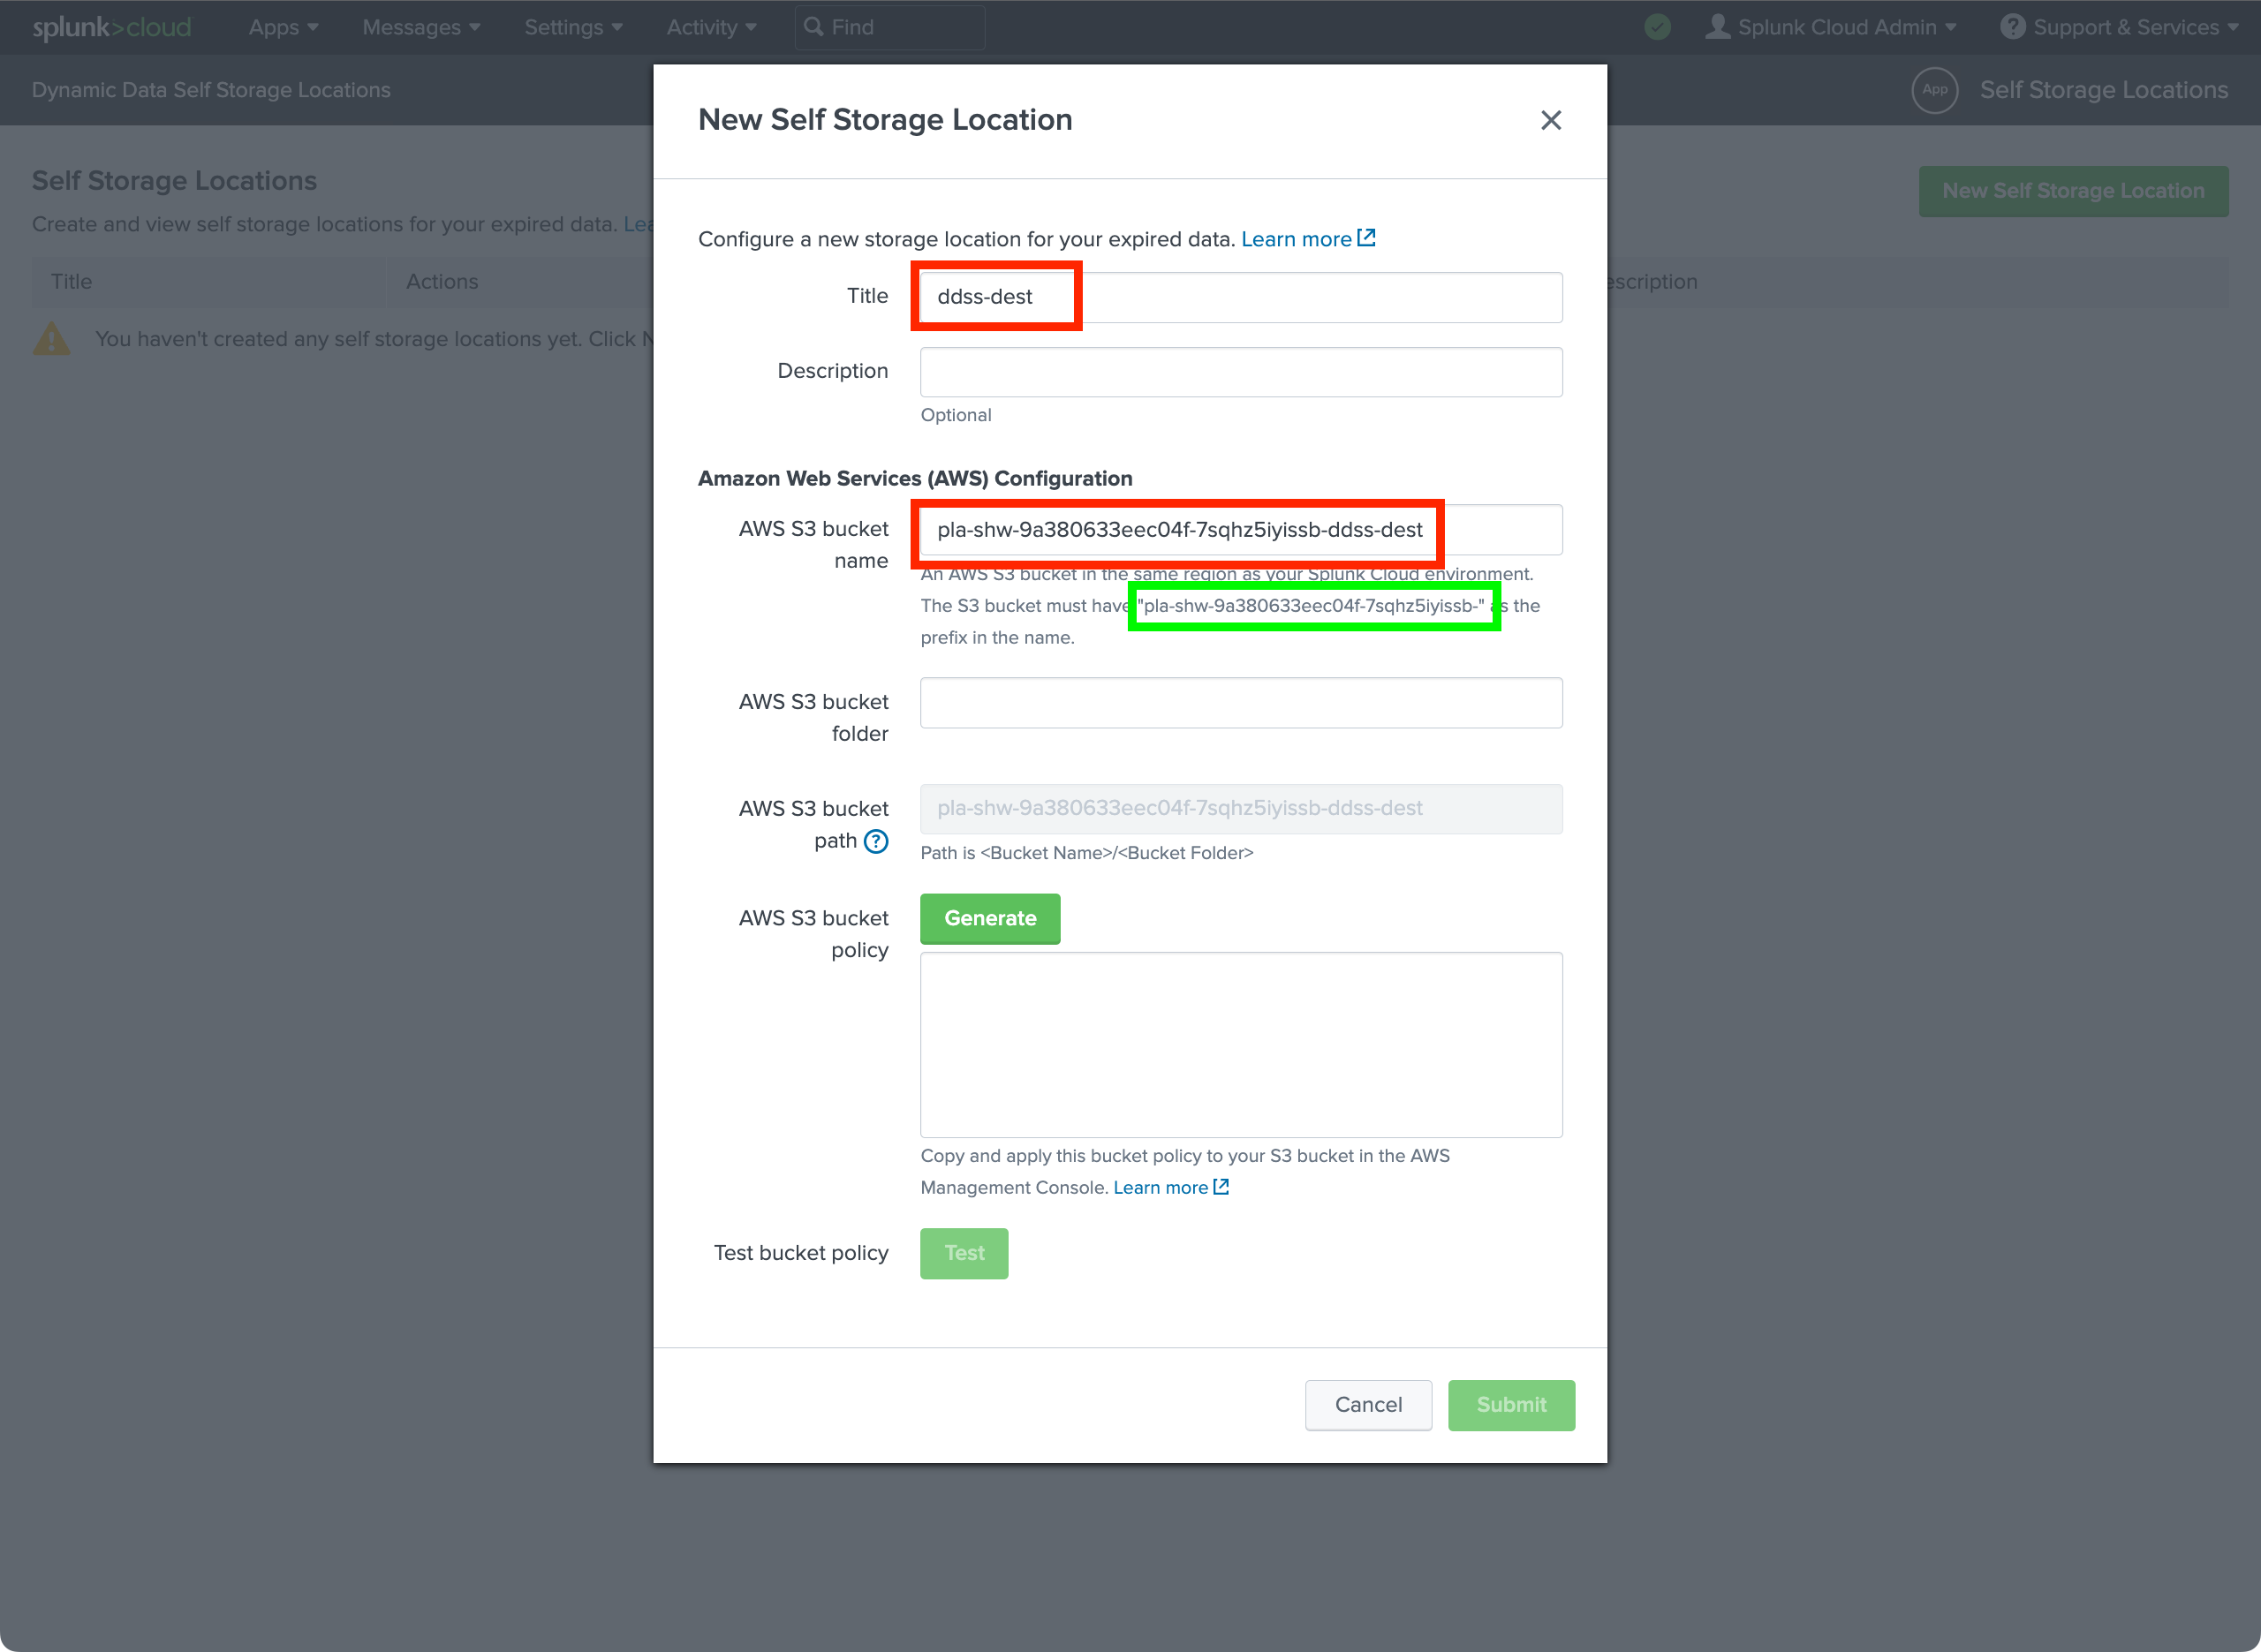 splunk>cloud Apps Messages Settings Activity Find Splunk Cloud Admin ? Support & Services
Dynamic Data Self Storage Locations
App Self Storage Locations
New Self Storage Location
Self Storage Locations
New Self Storage Location
Create and view self storage locations for your expired data.
Title Actions
You haven't created any self storage locations yet. Click
Configure a new storage location for your expired data. Learn more
Title ddss-dest
Description
Optional
Amazon Web Services (AWS) Configuration
AWS S3 bucket name
pla-shw-9a380633eec04f-7sqhz5iyissb-ddss-dest
An AWS S3 bucket in the same region as your Splunk Cloud environment.
The S3 bucket must have "pla-shw-9a380633eec04f-7sqhz5iyissb-" as the
prefix in the name.
AWS S3 bucket
folder
AWS S3 bucket
path ?
pla-shw-9a380633eec04f-7sqhz5iyissb-ddss-dest
Path is <Bucket Name>/<Bucket Folder>
AWS S3 bucket
policy
Generate
Copy and apply this bucket policy to your S3 bucket in the AWS
Management Console. Learn more
Test bucket policy Test
Cancel Submit